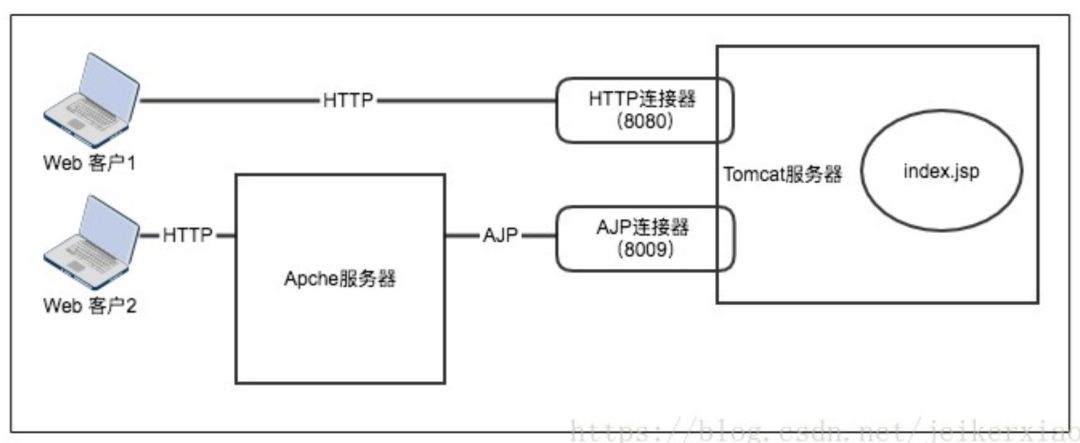 HTTP
HTTP连接器
(8080)
Web 客户1
Tomcat服务器
index.jsp
HTTP
AJP
AJP连接器
(8009)
Apche服务器
Web 客户2
https://blog.csdn.net/jeikerxiao